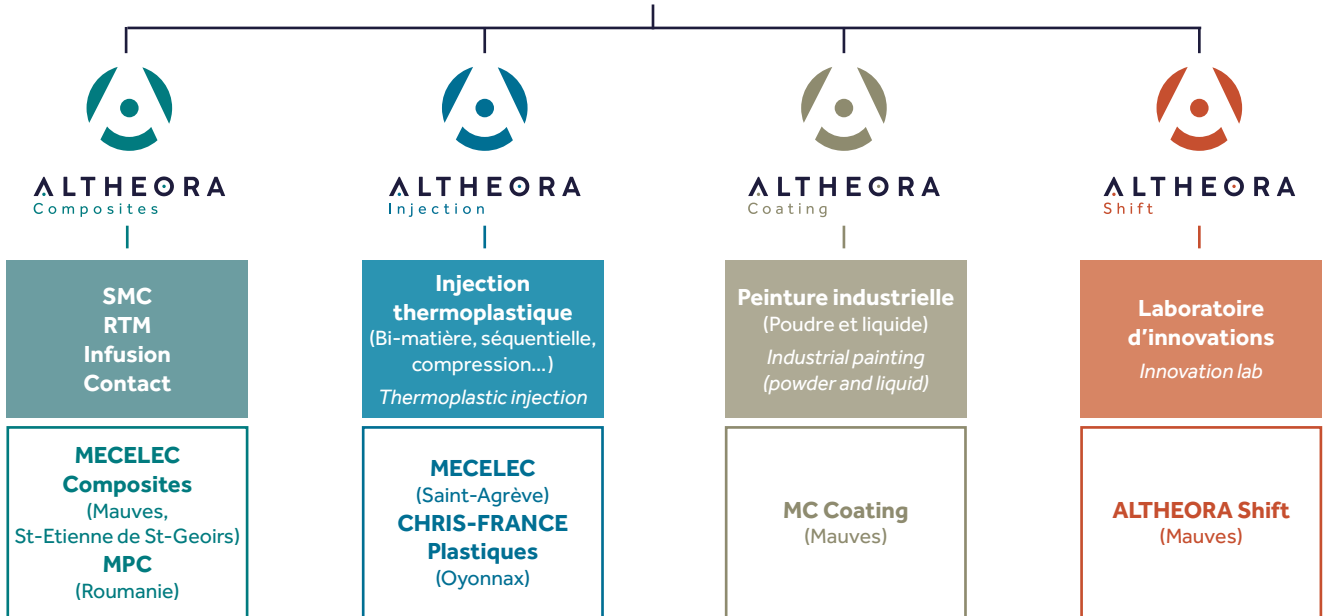 ALTHEORA
Composites
SMC
RTM
Infusion
Contact
MECELEC
Composites
(Mauves,
St-Etienne de St-Geoirs)
MPC
(Roumanie)
ALTHEORA
Injection
Injection
thermoplastique
(Bi-matière, séquentielle,
compression...)
Thermoplastic injection
MECELEC
(Saint-Agrève)
CHRIS-FRANCE
Plastiques
(Oyonnax)
ALTHEORA
Coating
Peinture industrielle
(Poudre et liquide)
Industrial painting
(powder and liquid)
MC Coating
(Mauves)
ALTHEORA
Shift
Laboratoire
d'innovations
Innovation lab
ALTHEORA Shift
(Mauves)